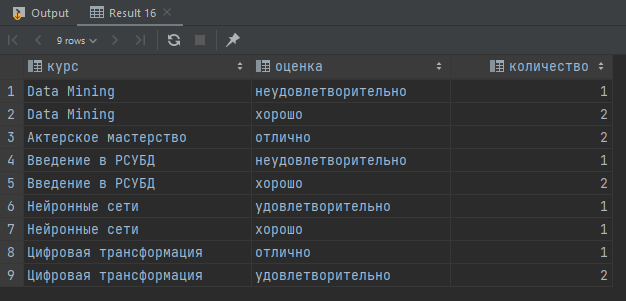 Output Result 16
9 rows
курс оценка количество
1 Data Mining неудовлетворительно 1
2 Data Mining хорошо 2
3 Актерское мастерство отлично 2
4 Введение в РСУБД неудовлетворительно 1
5 Введение в РСУБД хорошо 2
6 Нейронные сети удовлетворительно 1
7 Нейронные сети хорошо 1
8 Цифровая трансформация отлично 1
9 Цифровая трансформация удовлетворительно 2